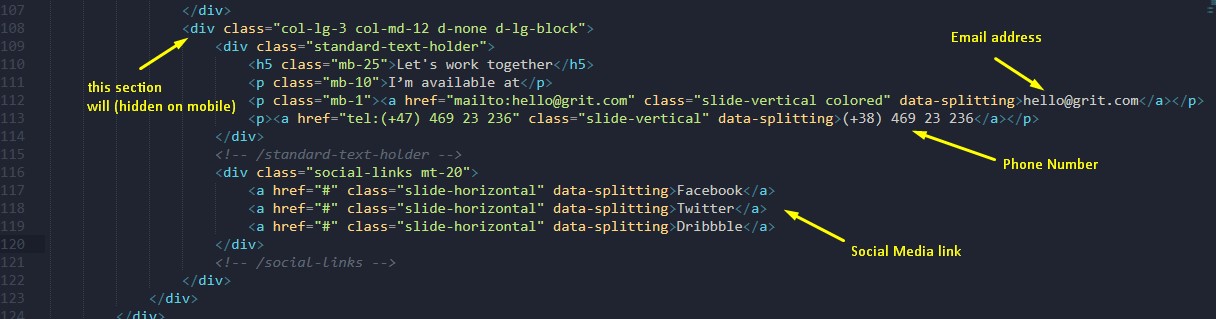 107 </div>
108 <div class="col-lg-3 col-md-12 d-none d-lg-block">
109 <div class="standard-text-holder">
110 <h5 class="mb-25">Let's work together</h5>
111 <p class="mb-10">I’m available at</p>
112 <p class="mb-1"><a href="mailto:hello@grit.com" class="slide-vertical colored" data-splitting>hello@grit.com</a></p>
113 <p><a href="tel:(+47) 469 23 236" class="slide-vertical" data-splitting>(+38) 469 23 236</a></p>
114 </div>
115 <!-- /standard-text-holder -->
116 <div class="social-links mt-20">
117 <a href="#" class="slide-horizontal" data-splitting>Facebook</a>
118 <a href="#" class="slide-horizontal" data-splitting>Twitter</a>
119 <a href="#" class="slide-horizontal" data-splitting>Dribbble</a>
120 </div>
121 <!-- /social-links -->
122 </div>
123 </div>
124 </div>
this section
will (hidden on mobile)
Email address
Phone Number
Social Media link